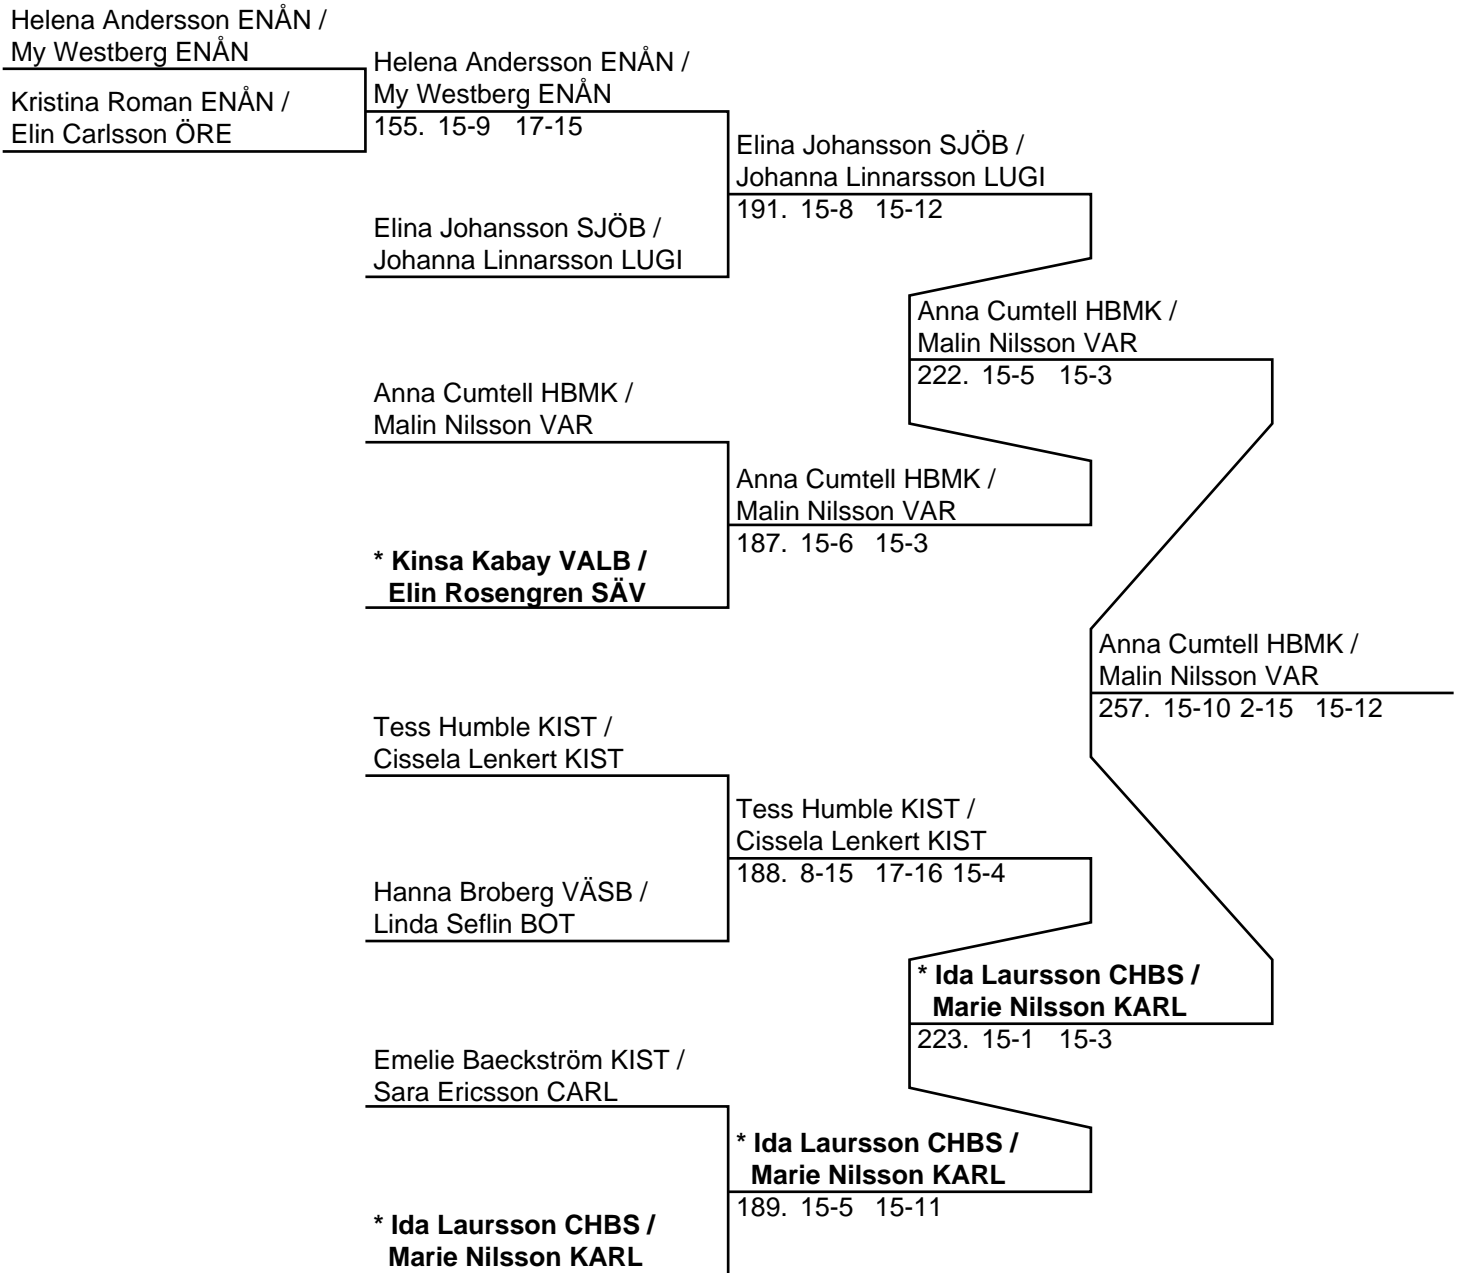 Helena Andersson ENÅN /
My Westberg ENÅN
Kristina Roman ENÅN /
Elin Carlsson ÖRE
Helena Andersson ENÅN /
My Westberg ENÅN
155. 15-9 17-15
Elina Johansson SJÖB /
Johanna Linnarsson LUGI
Elina Johansson SJÖB /
Johanna Linnarsson LUGI
191. 15-8 15-12
Anna Cumtell HBMK /
Malin Nilsson VAR
* Kinsa Kabay VALB /
Elin Rosengren SÄV
Anna Cumtell HBMK /
Malin Nilsson VAR
187. 15-6 15-3
Anna Cumtell HBMK /
Malin Nilsson VAR
222. 15-5 15-3
Tess Humble KIST /
Cissela Lenkert KIST
Hanna Broberg VÄSB /
Linda Seflin BOT
Tess Humble KIST /
Cissela Lenkert KIST
188. 8-15 17-16 15-4
Emelie Baeckström KIST /
Sara Ericsson CARL
* Ida Laursson CHBS /
Marie Nilsson KARL
* Ida Laursson CHBS /
Marie Nilsson KARL
189. 15-5 15-11
* Ida Laursson CHBS /
Marie Nilsson KARL
223. 15-1 15-3
Anna Cumtell HBMK /
Malin Nilsson VAR
257. 15-10 2-15 15-12